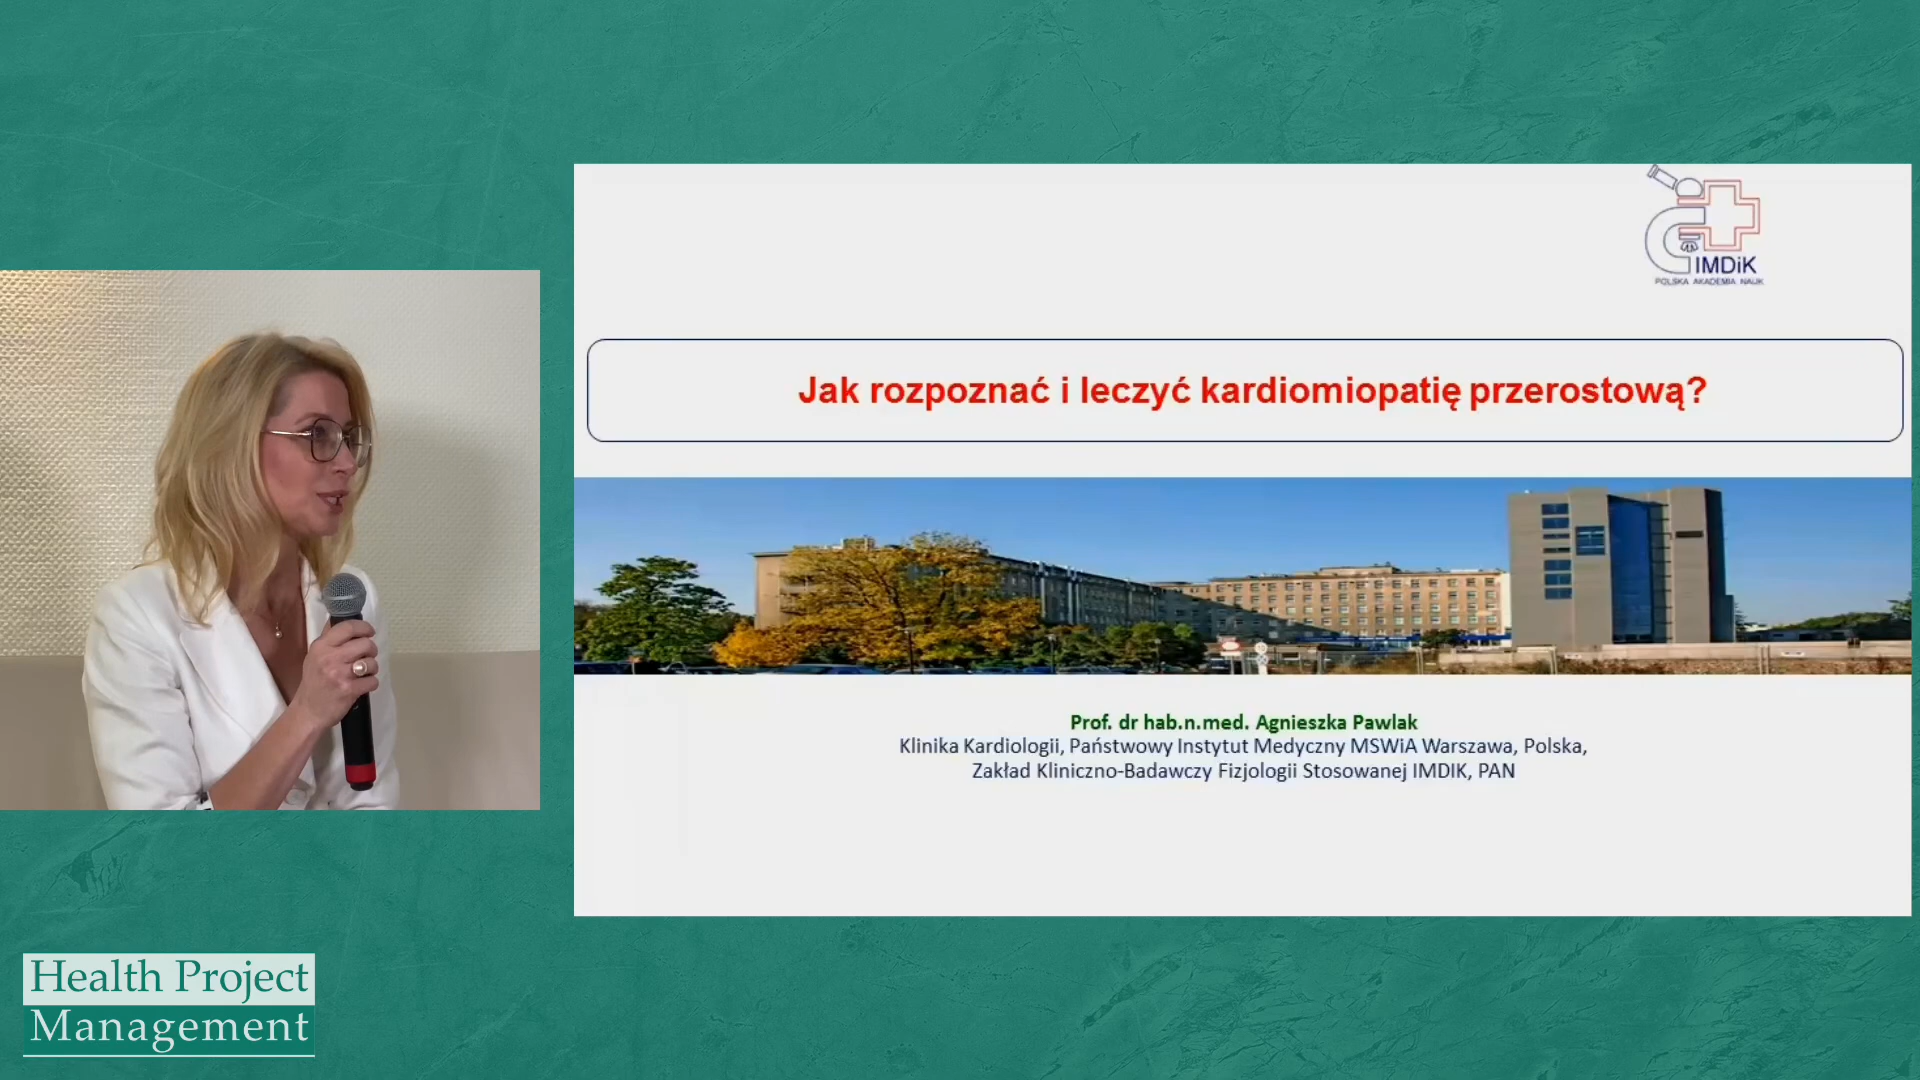 IMDiK
POLSKA AKADEMIA NAUK
Jak rozpoznać i leczyć kardiomiopatię przerostową?
Prof. dr hab.n.med. Agnieszka Pawlak
Klinika Kardiologii, Państwowy Instytut Medyczny MSWiA Warszawa, Polska,
Zakład Kliniczno-Badawczy Fizjologii Stosowanej IMDIK, PAN
Health Project
Management